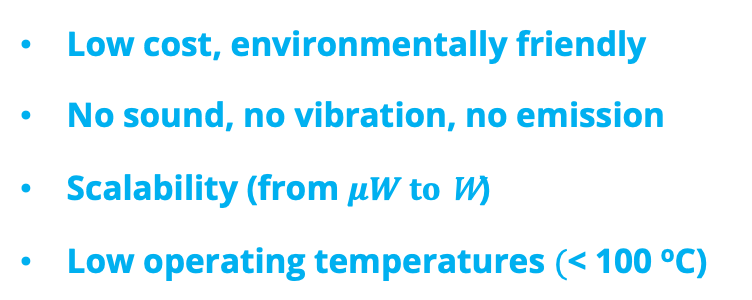 • Low cost, environmentally friendly
• No sound, no vibration, no emission
• Scalability (from μW to W)
• Low operating temperatures (< 100 ºC)